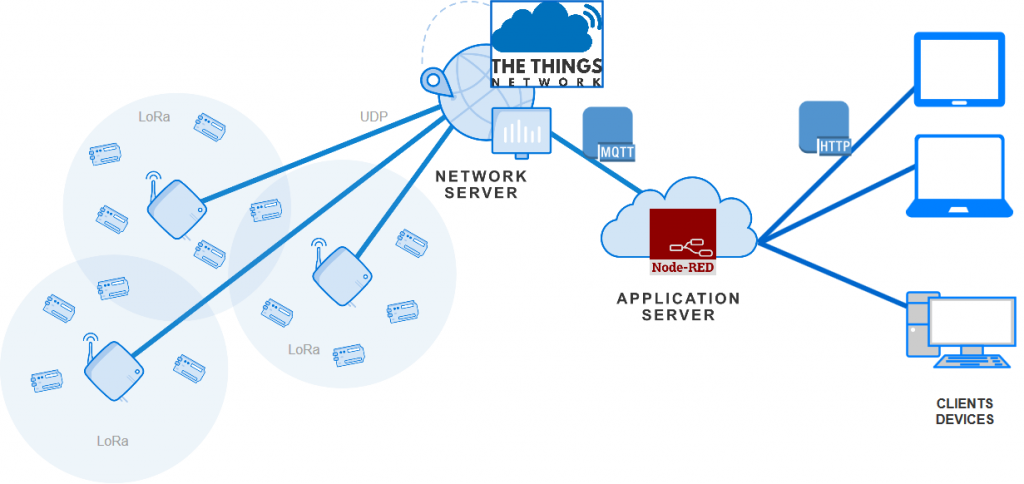 THE THINGS
NETWORK
LoRa
UDP
MQTT
HTTP
NETWORK
SERVER
Node-RED
APPLICATION
SERVER
LoRa
CLIENTS
DEVICES
LoRa